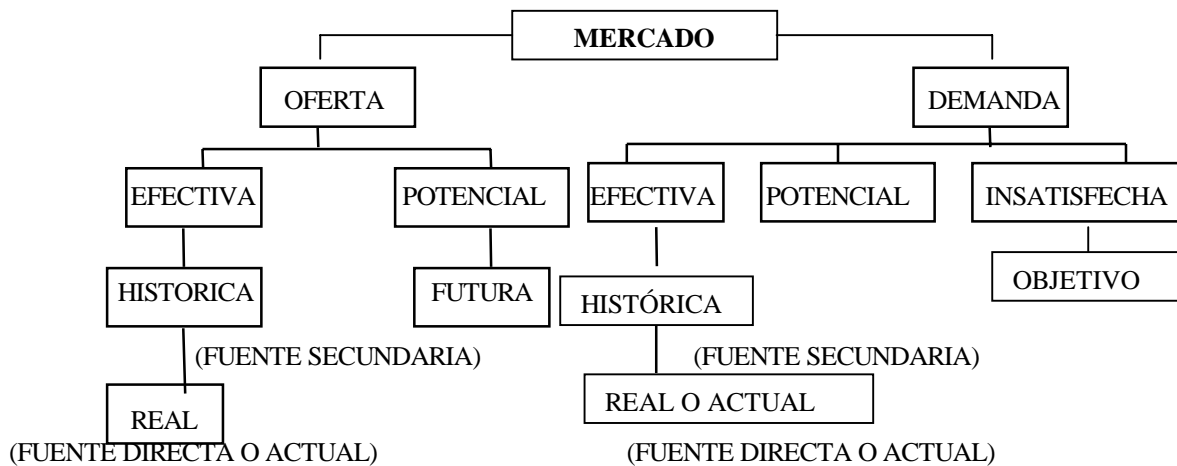 MERCADO
OFERTA
DEMANDA
EFECTIVA
POTENCIAL
EFECTIVA
POTENCIAL
INSATISFECHA
HISTORICA
FUTURA
HISTÓRICA
OBJETIVO
(FUENTE SECUNDARIA)
(FUENTE SECUNDARIA)
REAL
REAL O ACTUAL
(FUENTE DIRECTA O ACTUAL)
(FUENTE DIRECTA O ACTUAL)